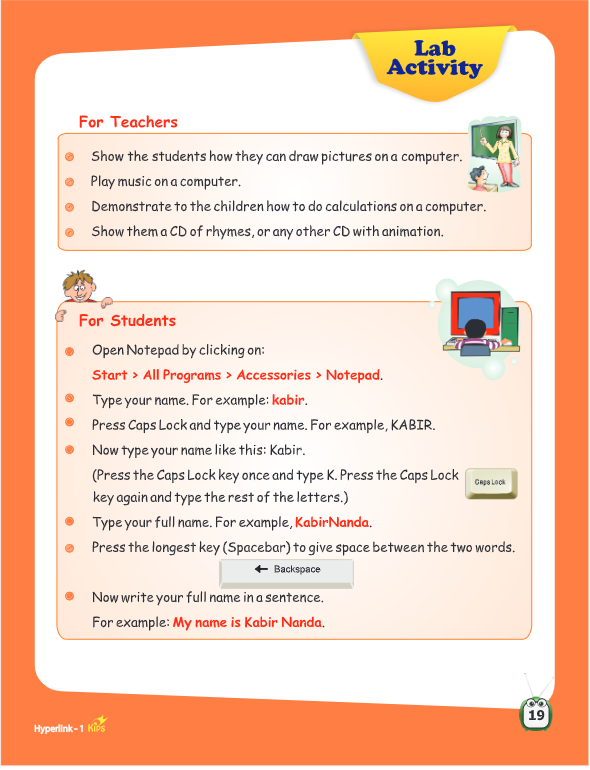 Lab
Activity
For Teachers
Show the students how they can draw pictures on a computer.
Play music on a computer.
Demonstrate to the children how to do calculations on a computer.
Show them a CD of rhymes, or any other CD with animation.
For Students
Open Notepad by clicking on:
Start > All Programs > Accessories > Notepad.
Type your name. For example: kabir.
Press Caps Lock and type your name. For example, KABIR.
Now type your name like this: Kabir.
(Press the Caps Lock key once and type K. Press the Caps Lock
key again and type the rest of the letters.)
Caps Lock
Type your full name. For example, KabirNanda.
Press the longest key (Spacebar) to give space between the two words.
← Backspace
Now write your full name in a sentence.
For example: My name is Kabir Nanda.
Hyperlink - 1 KIPS
19